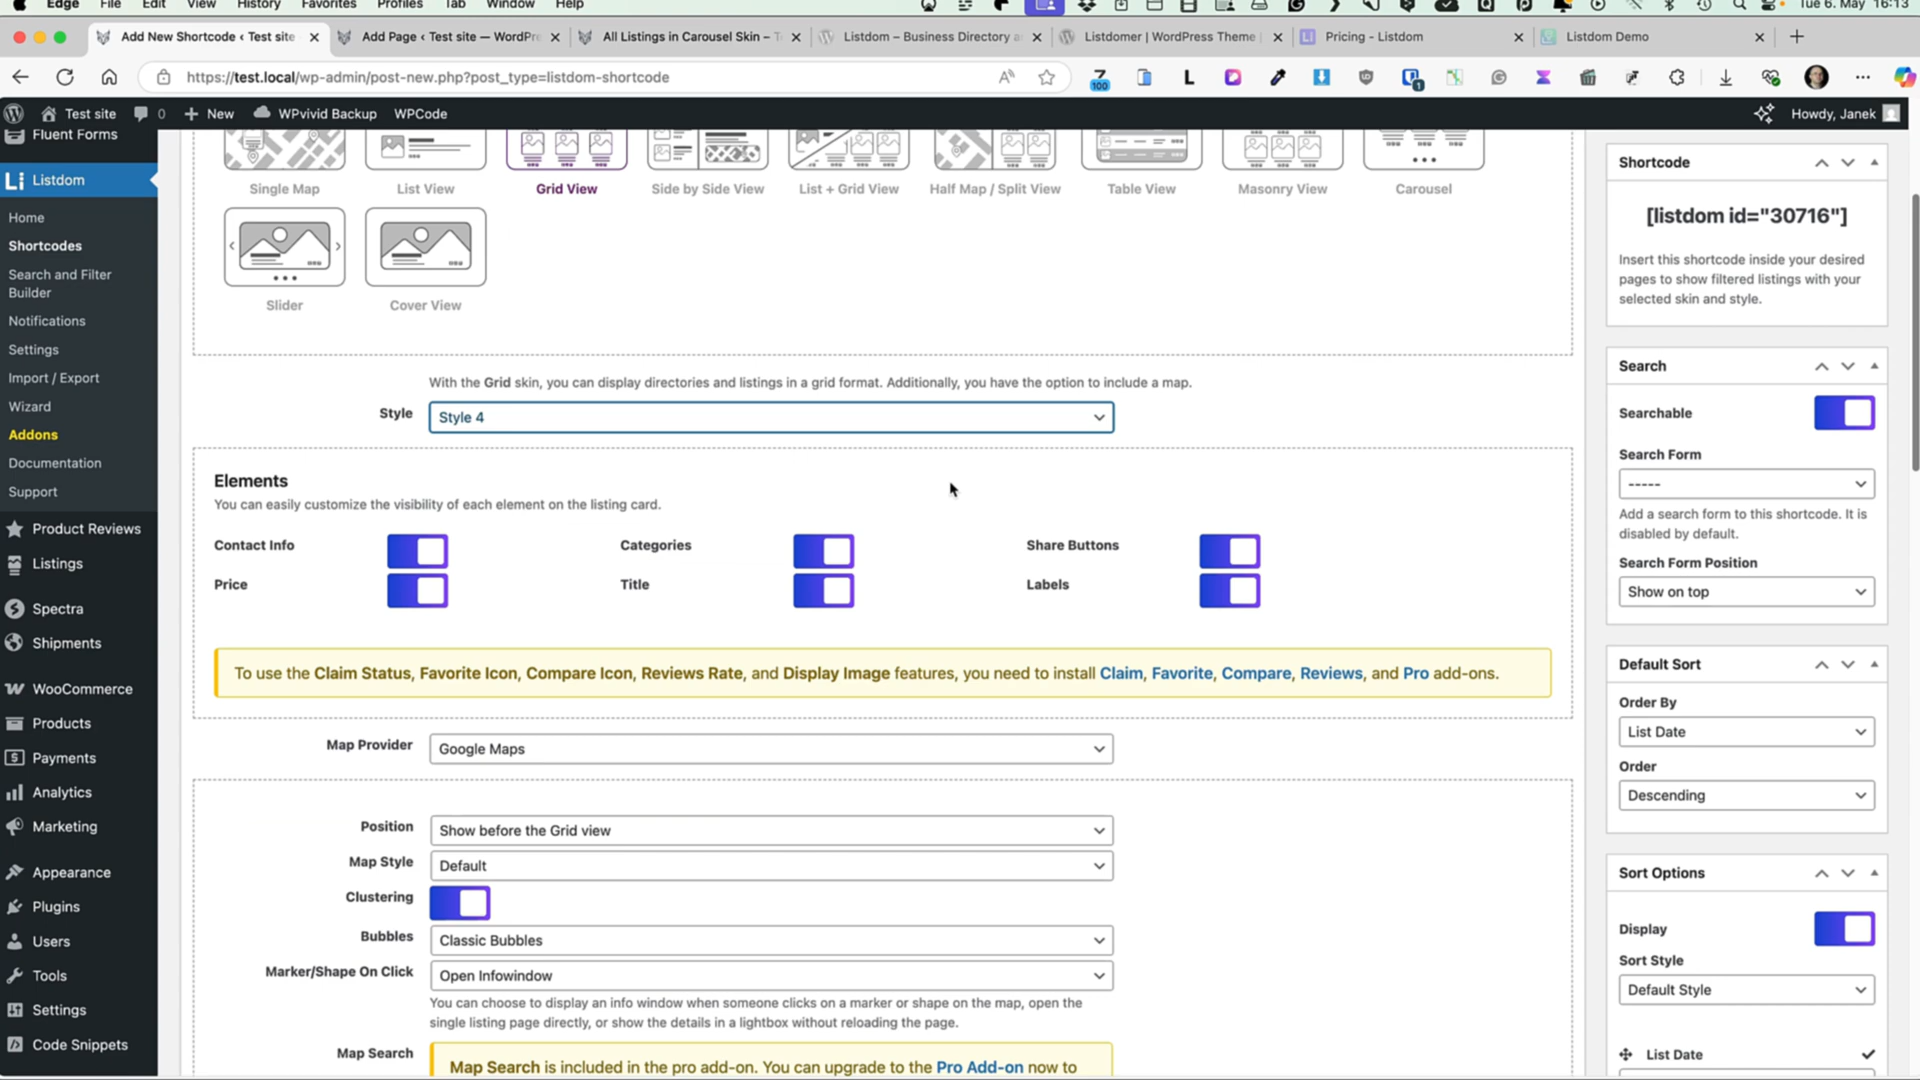 Edge File Edit View History Favorites Profiles Tab Window Help Tue 6. May 16:13
Add New Shortcode ‹ Test site Add Page ‹ Test site — WordPr All Listings in Carousel Skin – Listdom – Business Directory Listdomer | WordPress Theme Pricing - Listdom Listdom Demo
https://test.local/wp-admin/post-new.php?post_type=listdom-shortcode
100
1
Test site 0 New WPvivid Backup WPCode Howdy, Janek
Fluent Forms
Listdom
Home
Shortcodes
Search and Filter
Builder
Notifications
Settings
Import / Export
Wizard
Addons
Documentation
Support
Product Reviews
Listings
Spectra
Shipments
WooCommerce
Products
Payments
Analytics
Marketing
Appearance
Plugins
Users
Tools
Settings
Code Snippets
Single Map List View Grid View Side by Side View List + Grid View Half Map / Split View Table View Masonry View Carousel
Slider Cover View
With the Grid skin, you can display directories and listings in a grid format. Additionally, you have the option to include a map.
Style Style 4
Elements
You can easily customize the visibility of each element on the listing card.
Contact Info Categories Share Buttons
Price Title Labels
To use the Claim Status, Favorite Icon, Compare Icon, Reviews Rate, and Display Image features, you need to install Claim, Favorite, Compare, Reviews, and Pro add-ons.
Map Provider Google Maps
Position Show before the Grid view
Map Style Default
Clustering
Bubbles Classic Bubbles
Marker/Shape On Click Open Infowindow
You can choose to display an info window when someone clicks on a marker or shape on the map, open the
single listing page directly, or show the details in a lightbox without reloading the page.
Map Search Map Search is included in the pro add-on. You can upgrade to the Pro Add-on now to
Shortcode
[listdom id="30716"]
Insert this shortcode inside your desired
pages to show filtered listings with your
selected skin and style.
Search
Searchable
Search Form
-----
Add a search form to this shortcode. It is
disabled by default.
Search Form Position
Show on top
Default Sort
Order By
List Date
Order
Descending
Sort Options
Display
Sort Style
Default Style
List Date